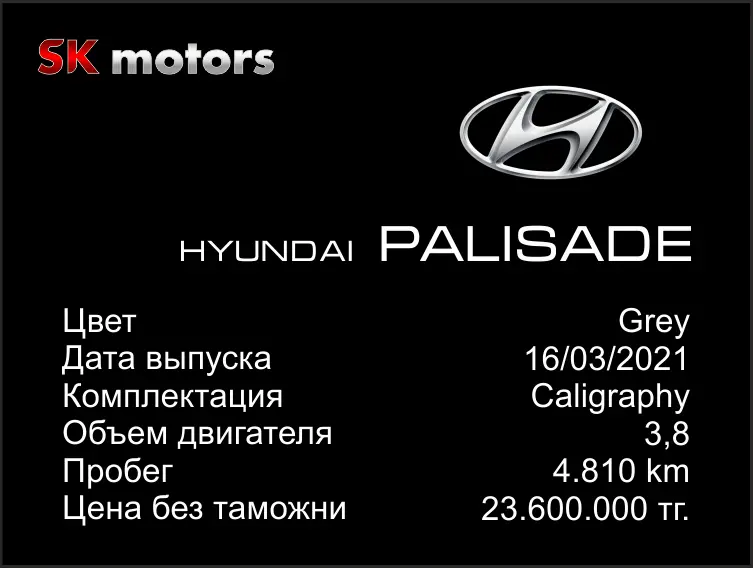 SK motors
HYUNDAI PALISADE
Цвет Grey
Дата выпуска 16/03/2021
Комплектация Caligraphy
Объем двигателя 3,8
Пробег 4.810 km
Цена без таможни 23.600.000 тг.